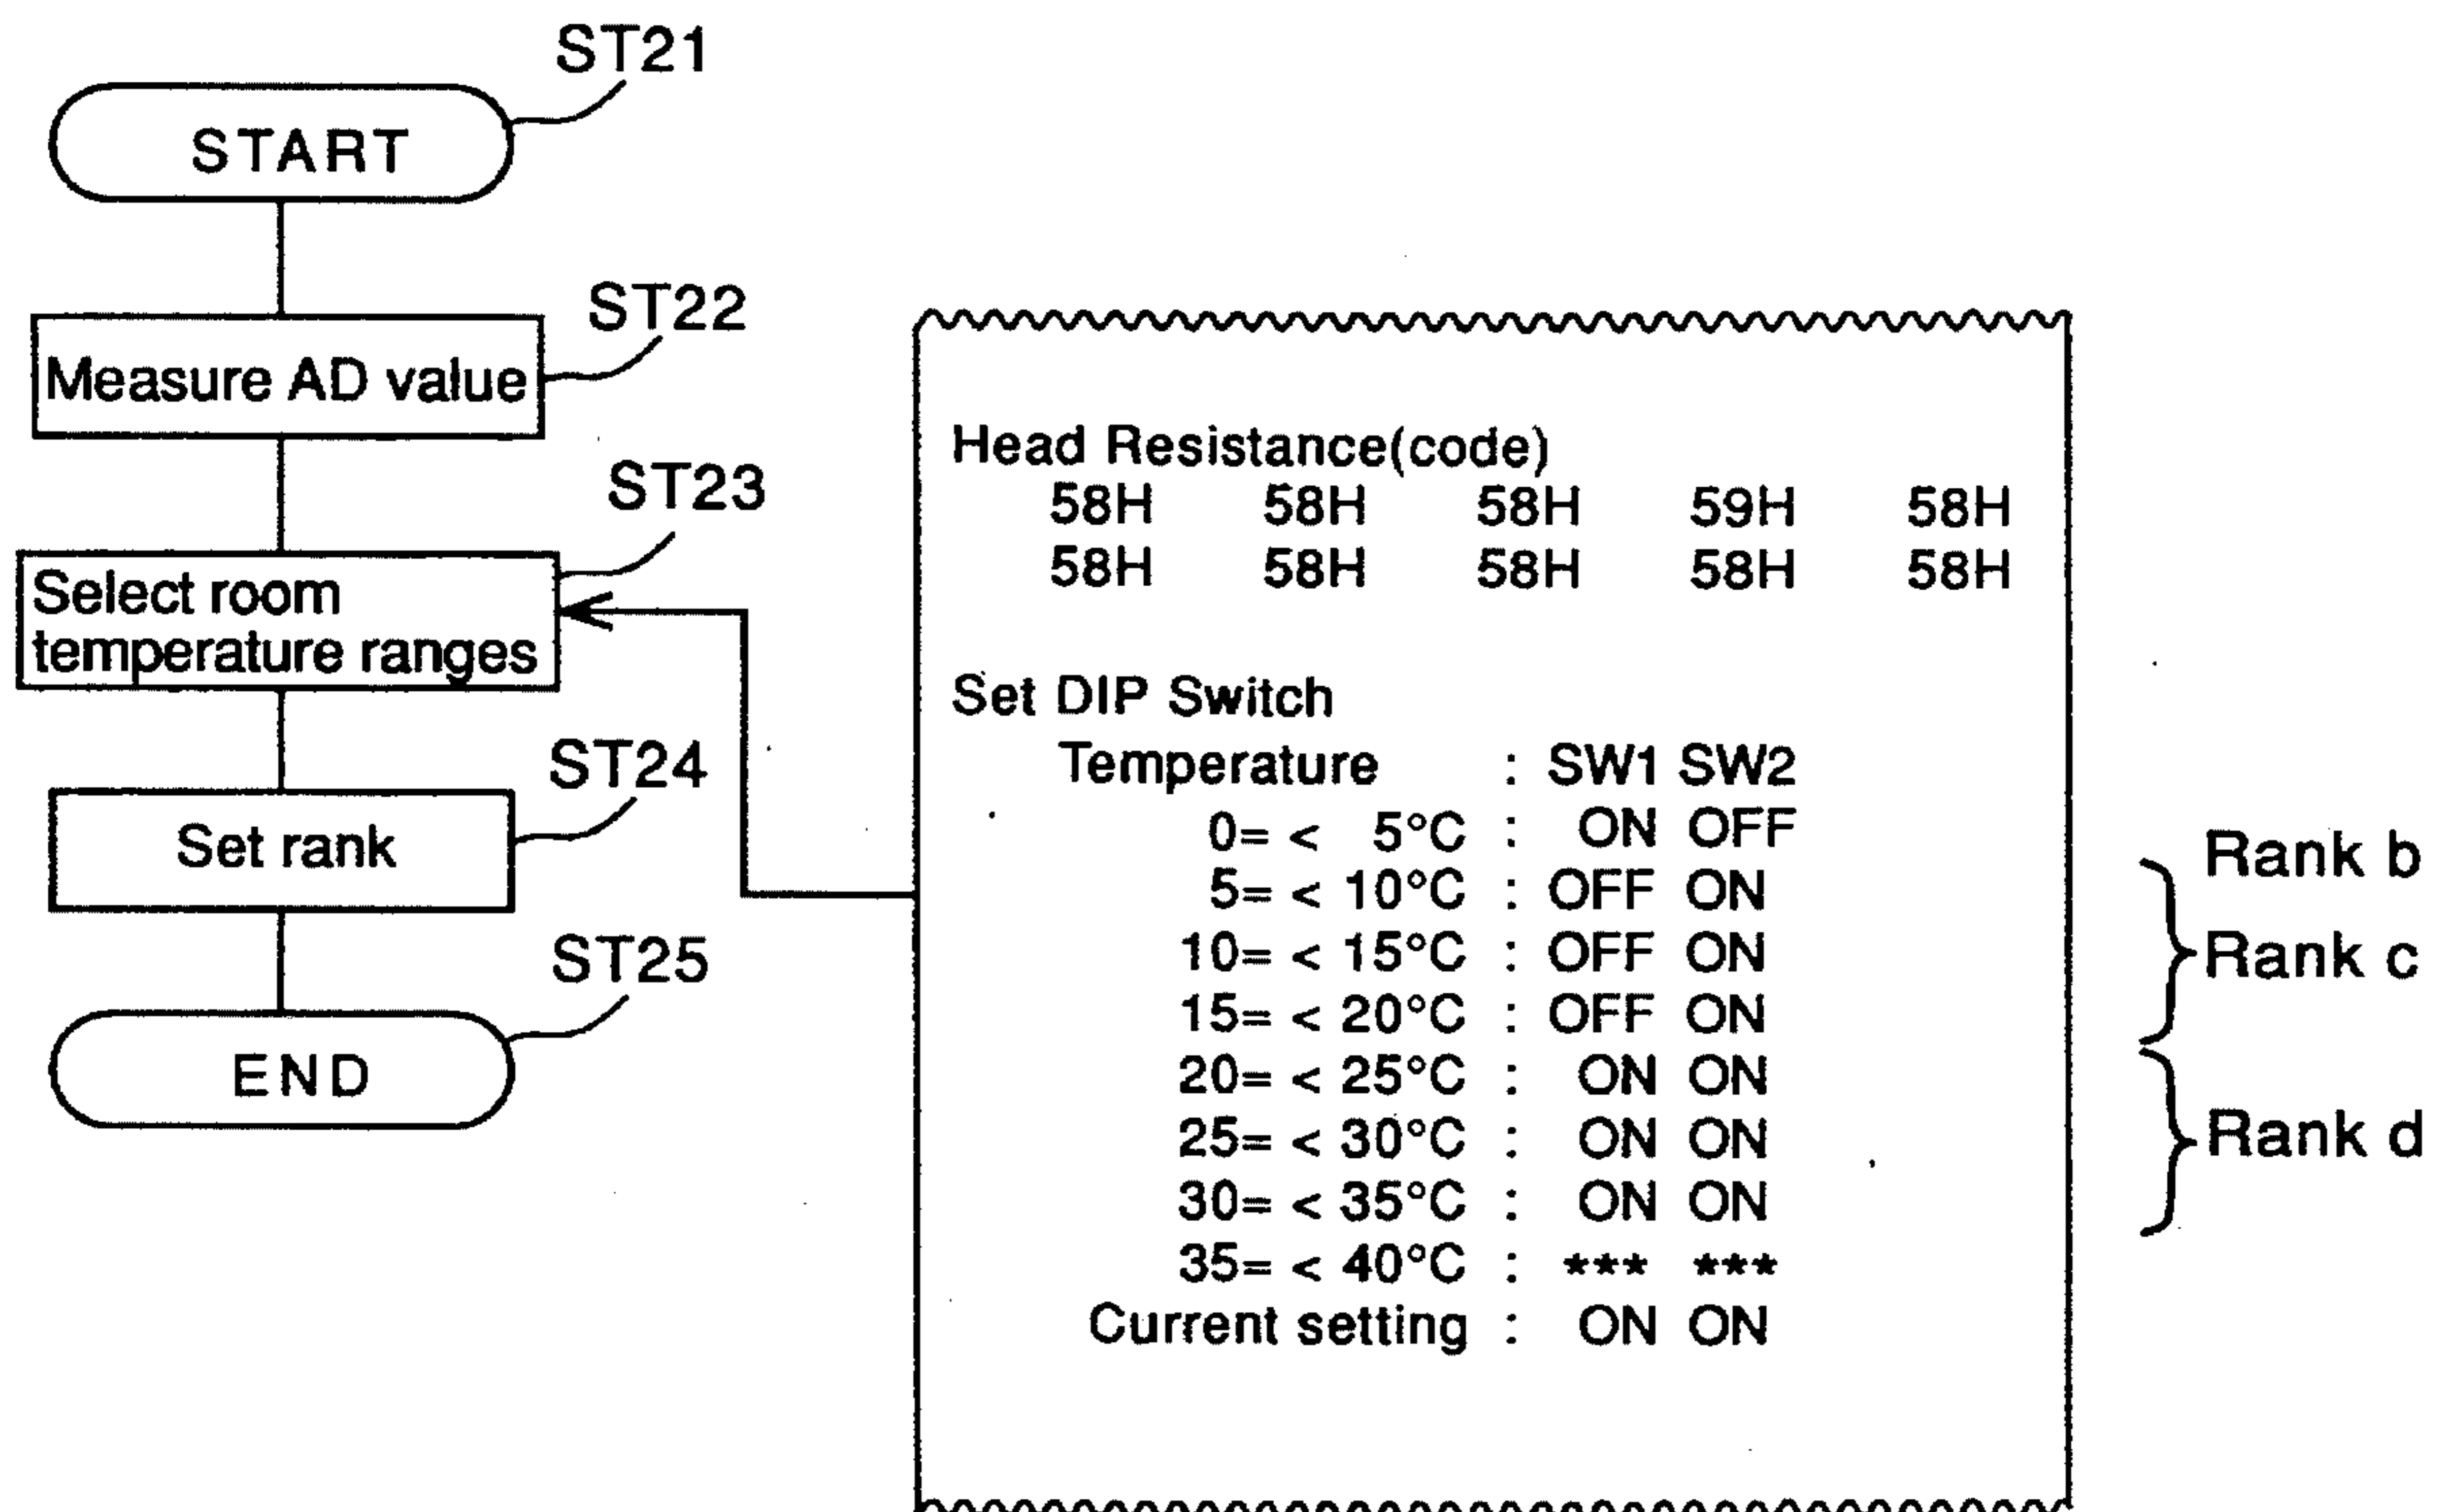 ST21
START
ST22
Measure AD value
ST23
Select room
temperature ranges
ST24
Set rank
ST25
END
Head Resistance(code)
58H 58H 58H 59H 58H
58H 58H 58H 58H 58H
Set DIP Switch
Temperature : SW1 SW2
0= < 5°C : ON OFF
5= < 10°C : OFF ON
10= < 15°C : OFF ON
15= < 20°C : OFF ON
20= < 25°C : ON ON
25= < 30°C : ON ON
30= < 35°C : ON ON
35= < 40°C : *** ***
Current setting : ON ON
Rank b
Rank c
Rank d